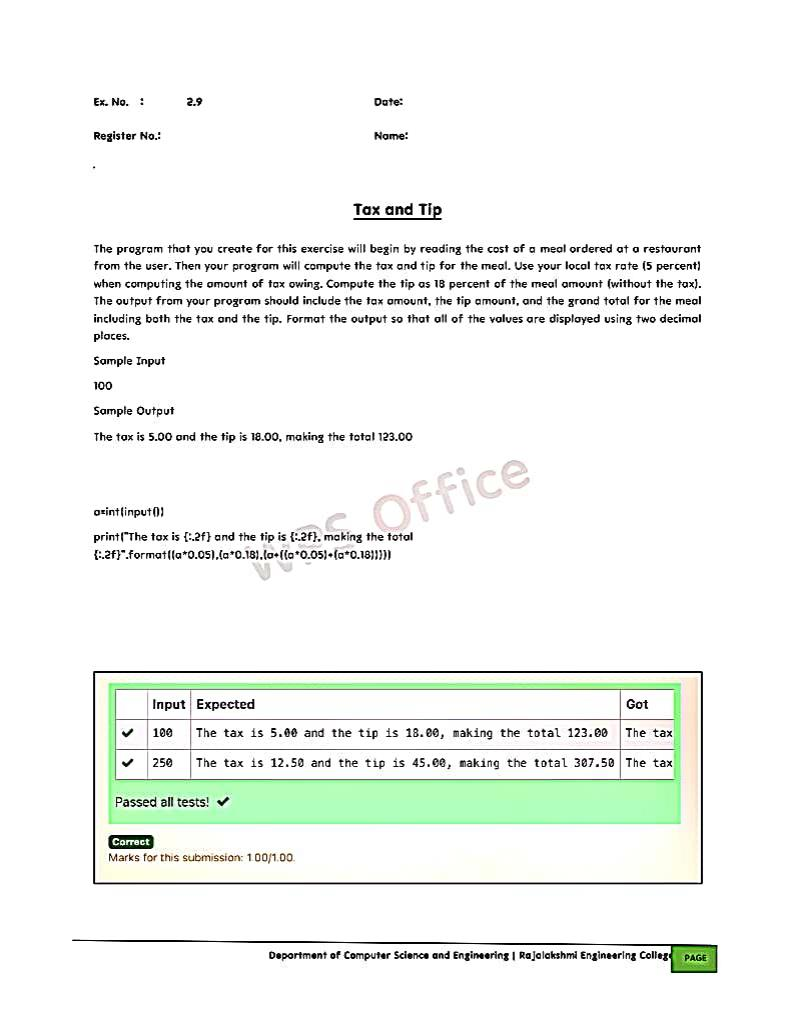 Ex. No. : 2.9 Date:
Register No.: Name:
.
Tax and Tip
The program that you create for this exercise will begin by reading the cost of a meal ordered at a restaurant
from the user. Then your program will compute the tax and tip for the meal. Use your local tax rate (5 percent)
when computing the amount of tax owing. Compute the tip as 18 percent of the meal amount (without the tax).
The output from your program should include the tax amount, the tip amount, and the grand total for the meal
including both the tax and the tip. Format the output so that all of the values are displayed using two decimal
places.
Sample Input
100
Sample Output
The tax is 5.00 and the tip is 18.00, making the total 123.00
WPS Office
a=int(input())
print("The tax is {:.2f} and the tip is {:.2f}, making the total
{:.2f}".format((a*0.05),(a*0.18),(a+((a*0.05)+(a*0.18)))))
Input Expected Got
✔ 100 The tax is 5.00 and the tip is 18.00, making the total 123.00 The tax
✔ 250 The tax is 12.50 and the tip is 45.00, making the total 307.50 The tax
Passed all tests! ✔
Correct
Marks for this submission: 1.00/1.00.
Department of Computer Science and Engineering | Rajalakshmi Engineering College PAGE